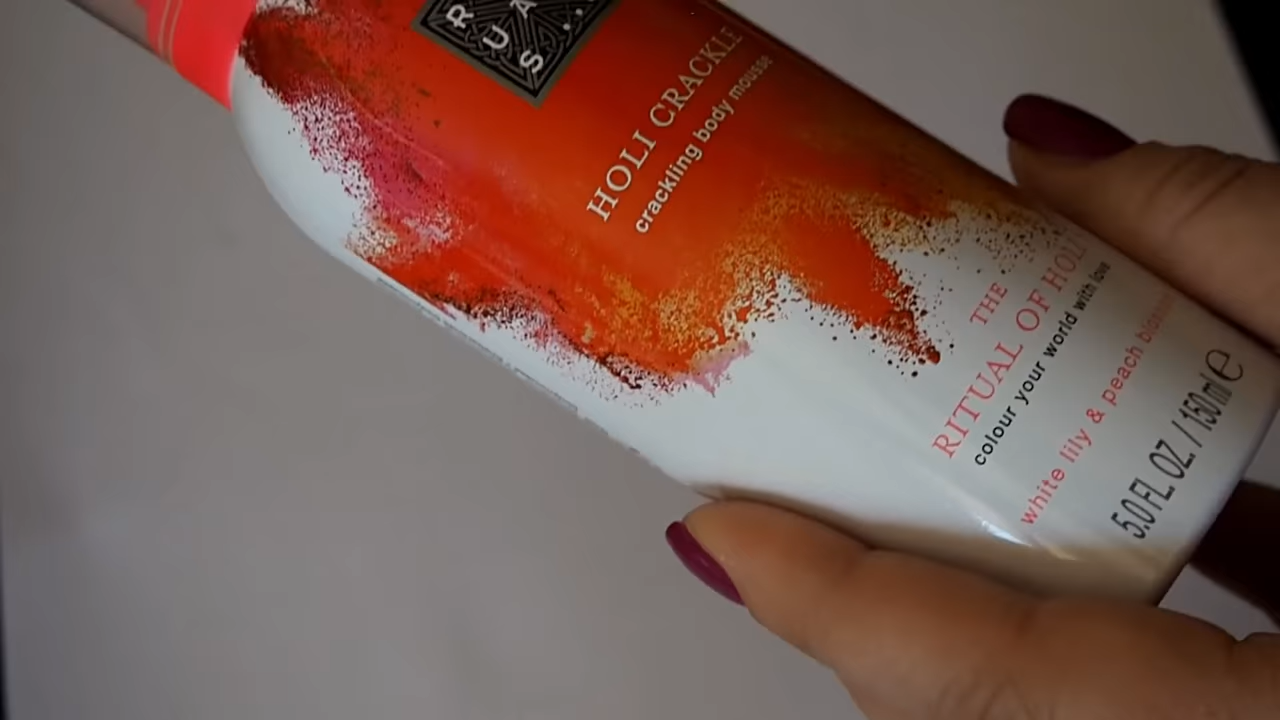 R
UA
S...
HOLI CRACKLE
crackling body mousse
THE
RITUAL OF HOLI
colour your world with love
white lily & peach
5.0 FL. OZ. / 150 ml e